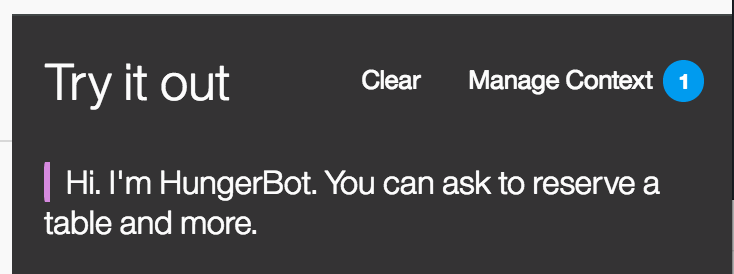 Try it out Clear Manage Context 1
Hi. I'm HungerBot. You can ask to reserve a
table and more.